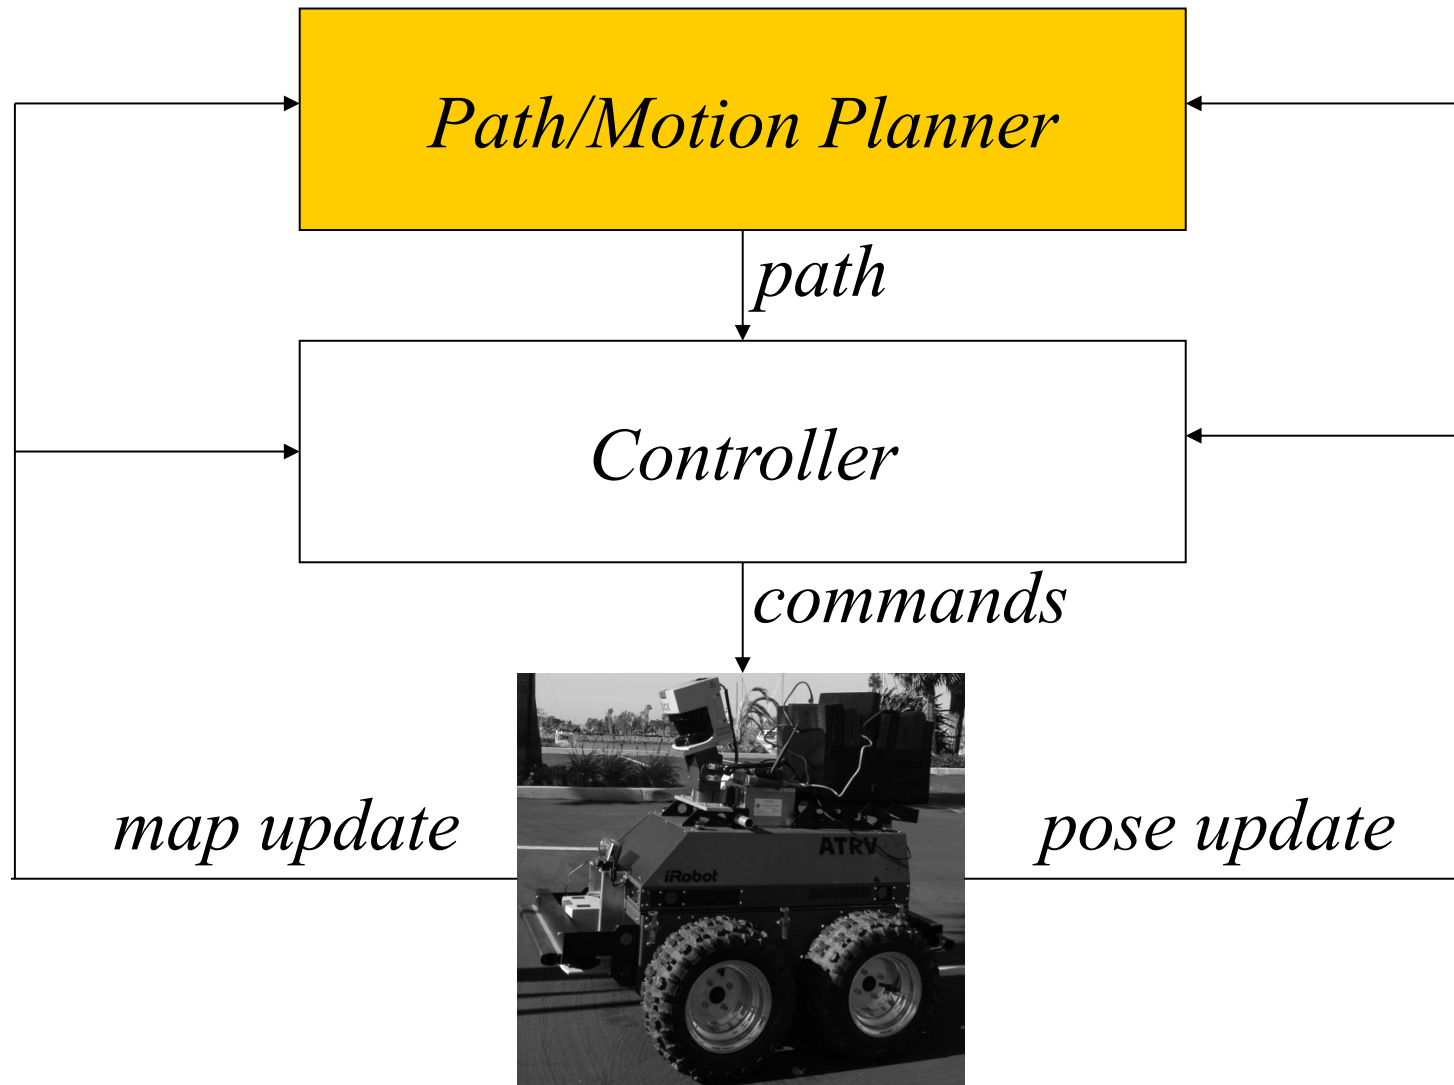 Path/Motion Planner
path
Controller
commands
map update
pose update
ATRV
iRobot